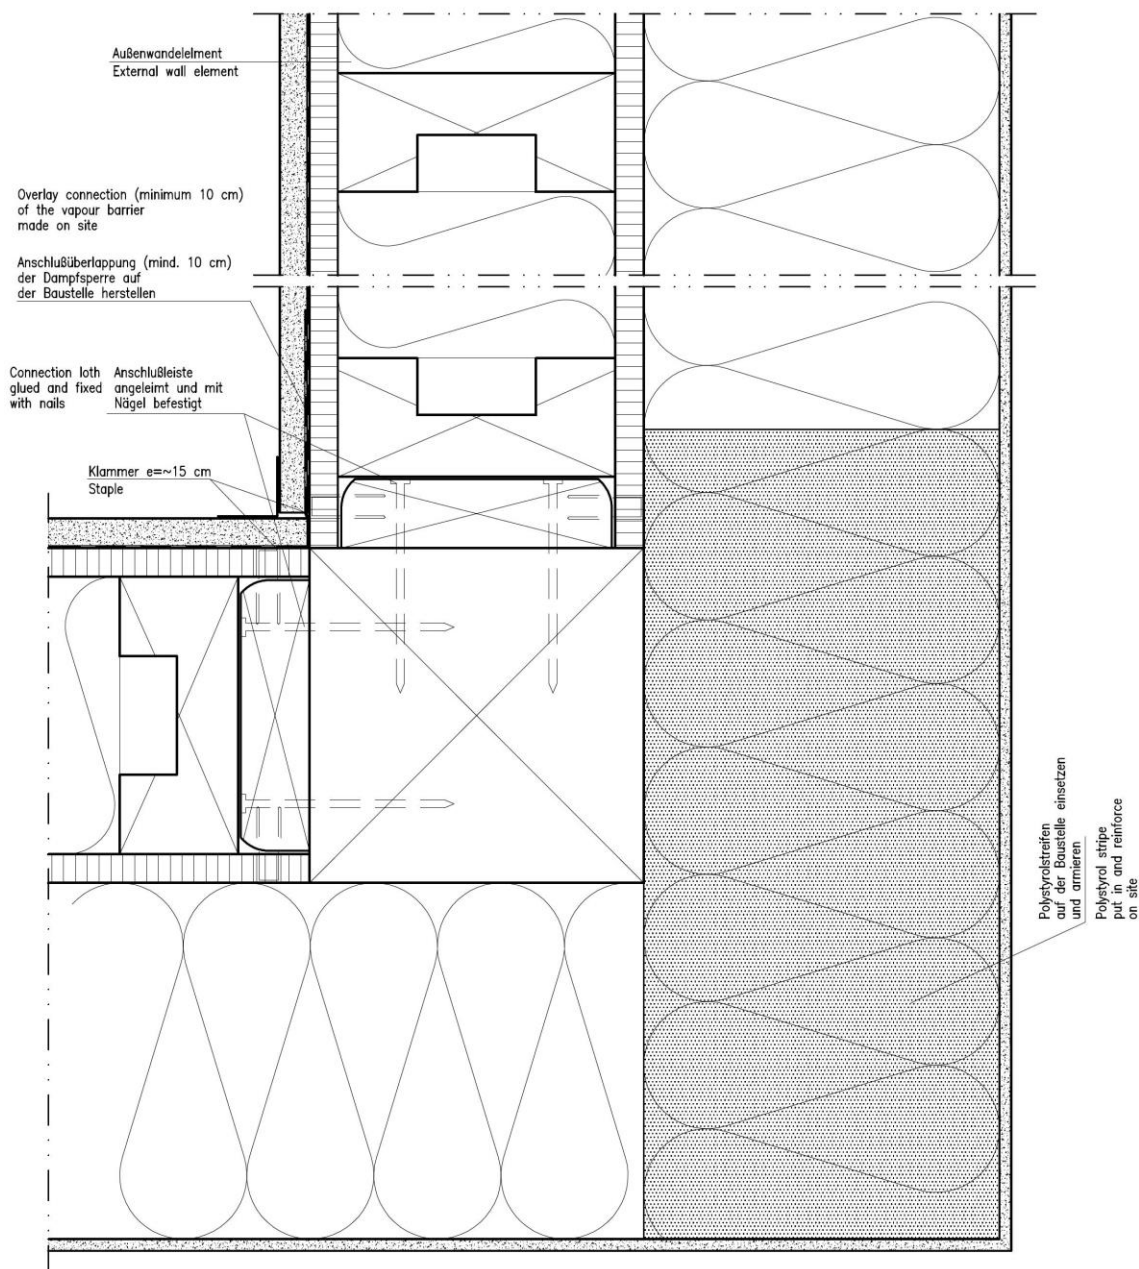 Außenwandelelment
External wall element
Overlay connection (minimum 10 cm)
of the vapour barrier
made on site
Anschlußüberlappung (mind. 10 cm)
der Dampfsperre auf
der Baustelle herstellen
Connection loth
glued and fixed
with nails
Anschlußleiste
angeleimt und mit
Nägel befestigt
Klammer e=~15 cm
Staple
Polystyrolstreifen
auf der Baustelle einsetzen
und armieren
Polystyrol stripe
put in and reinforce
on site